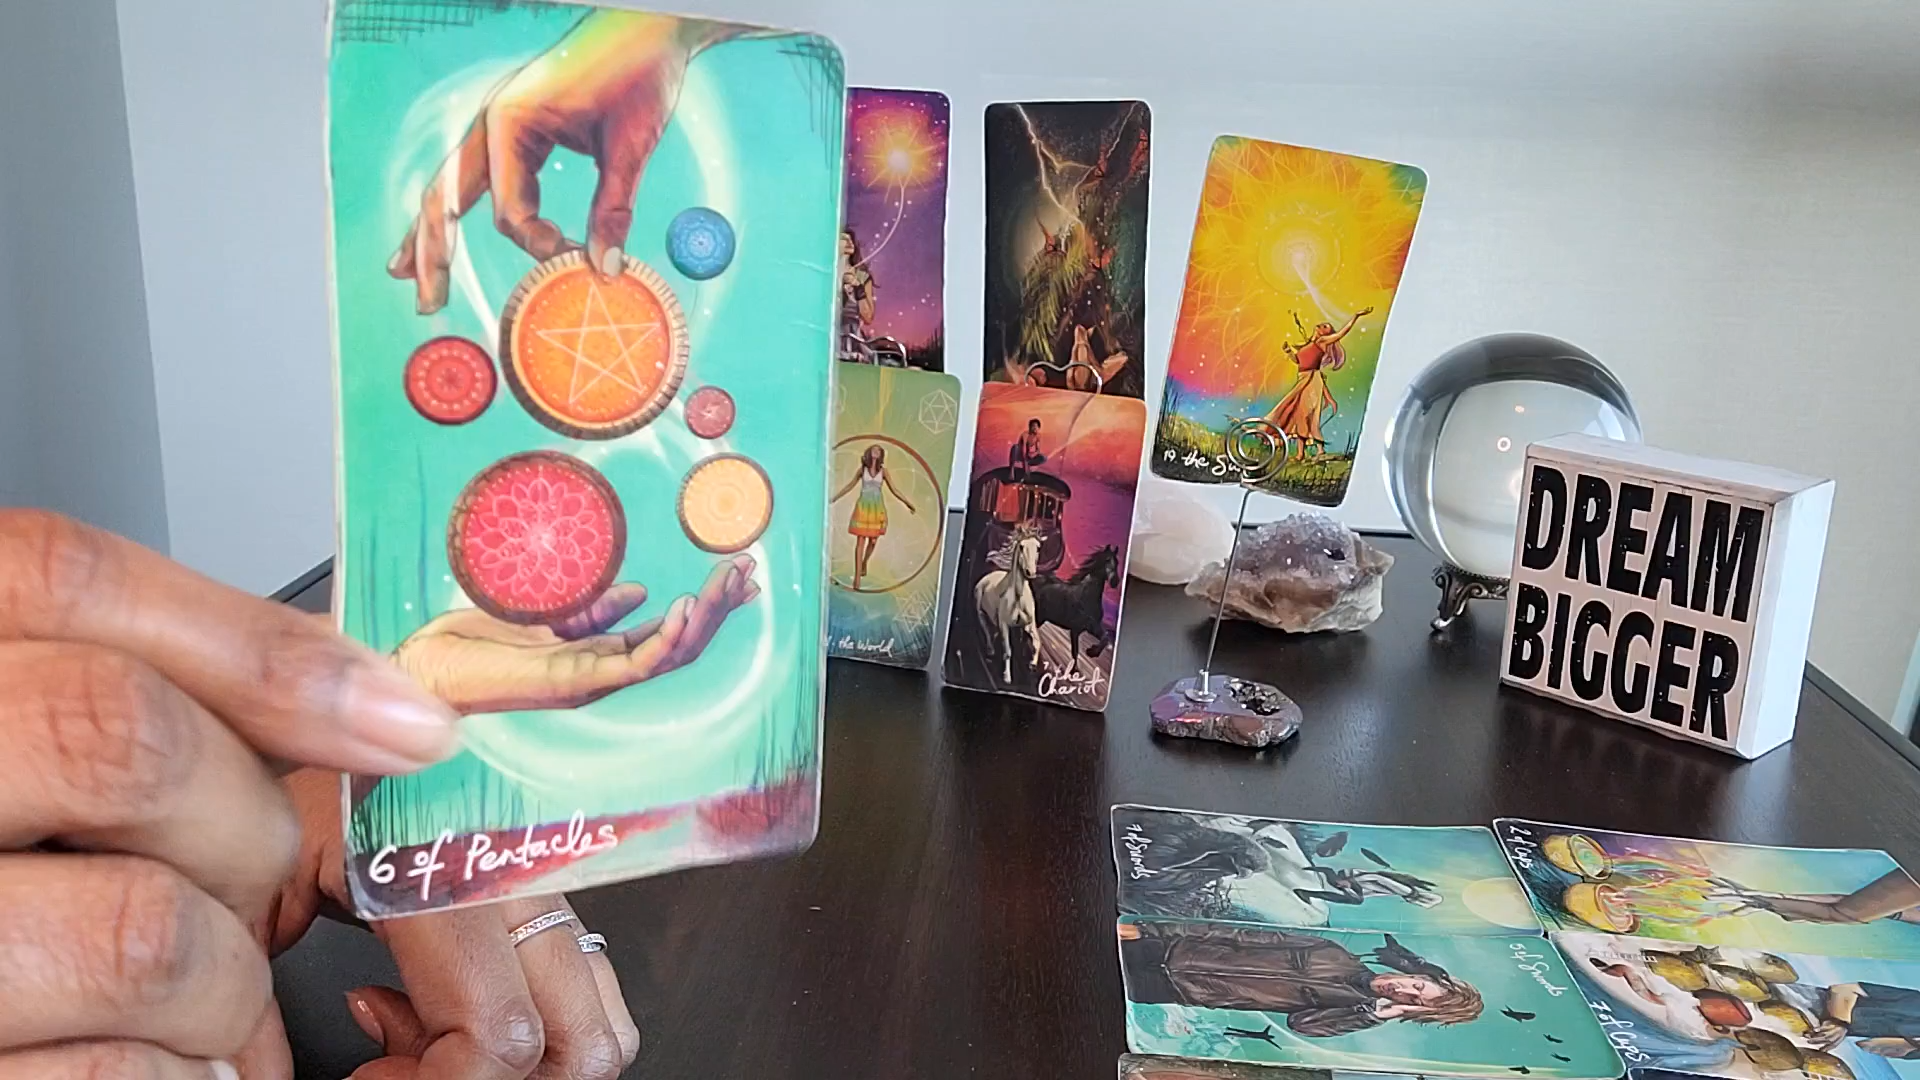 6 of Pentacles
the World
7 the
Chariot
19 the Sun
DREAM
BIGGER
7 of Swords
2 of Cups
5 of Swords
7 of Cups